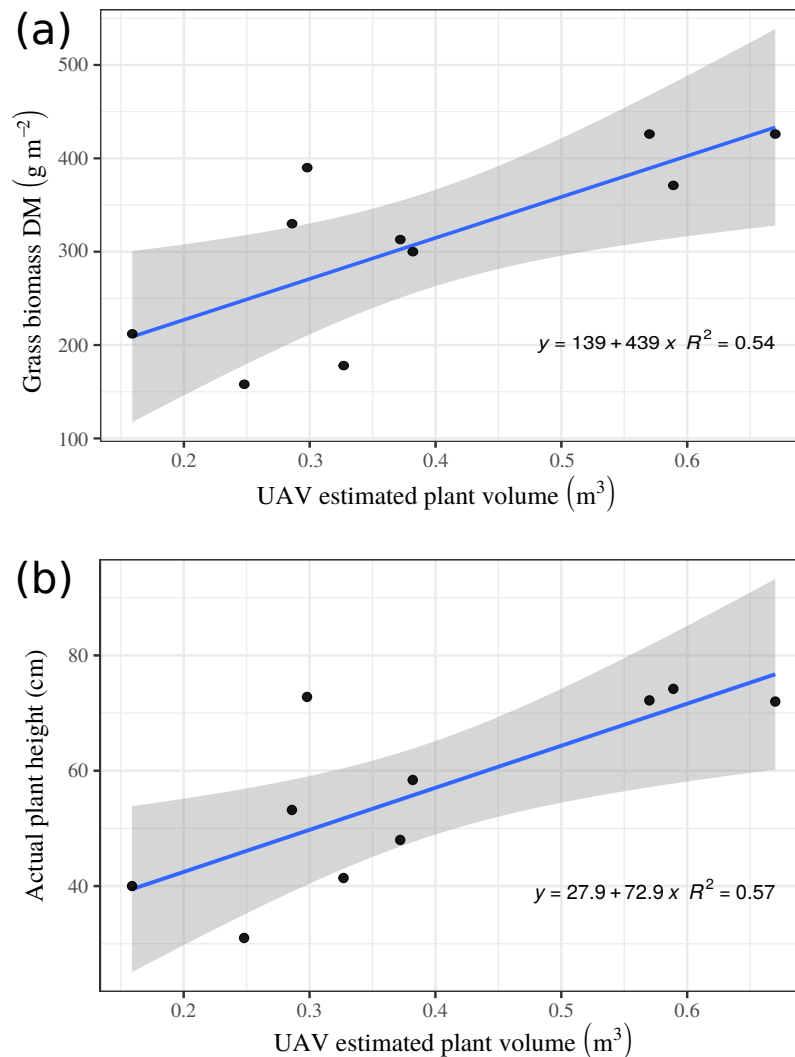 (a)
Grass biomass DM (g m⁻²)
500
400
300
200
100
y = 139 + 439 x R² = 0.54
0.2 0.3 0.4 0.5 0.6
UAV estimated plant volume (m³)
(b)
Actual plant height (cm)
80
60
40
y = 27.9 + 72.9 x R² = 0.57
0.2 0.3 0.4 0.5 0.6
UAV estimated plant volume (m³)